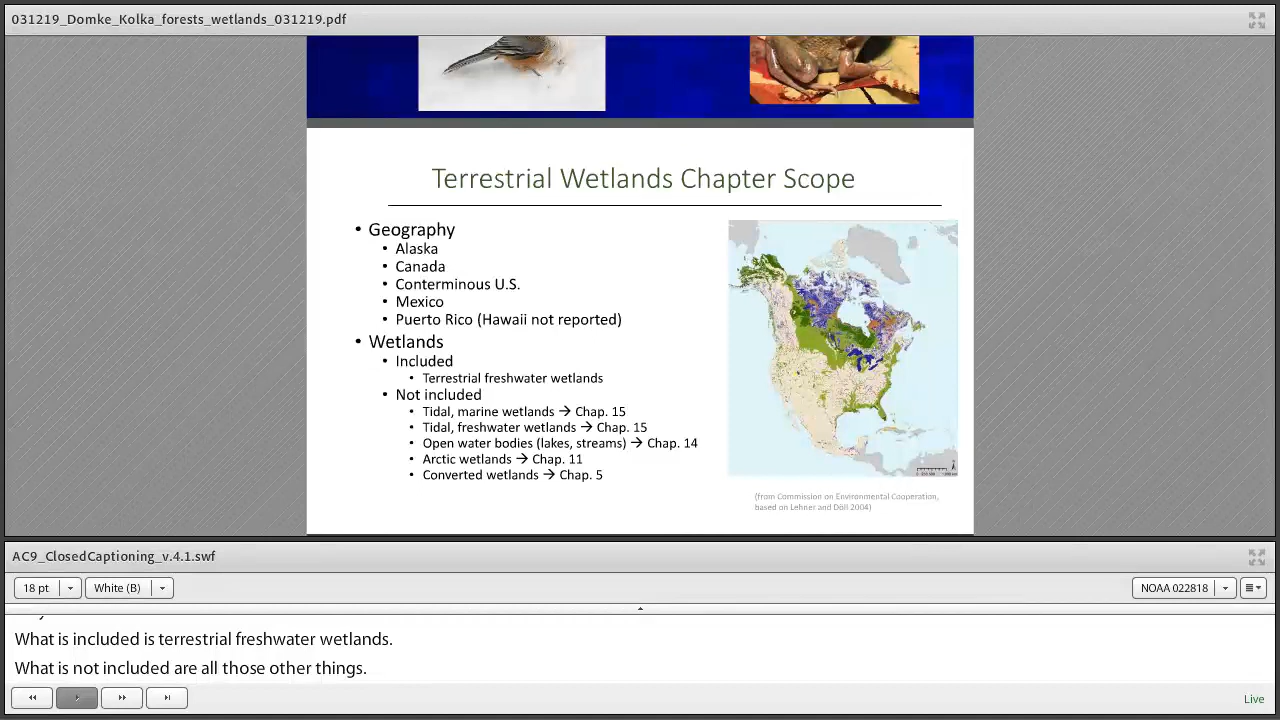 031219_Domke_Kolka_forests_wetlands_031219.pdf
Terrestrial Wetlands Chapter Scope
• Geography
• Alaska
• Canada
• Conterminous U.S.
• Mexico
• Puerto Rico (Hawaii not reported)
• Wetlands
• Included
• Terrestrial freshwater wetlands
• Not included
• Tidal, marine wetlands → Chap. 15
• Tidal, freshwater wetlands → Chap. 15
• Open water bodies (lakes, streams) → Chap. 14
• Arctic wetlands → Chap. 11
• Converted wetlands → Chap. 5
(from Commission on Environmental Cooperation,
based on Lehner and Döll 2004)
AC9_ClosedCaptioning_v.4.1.swf
18 pt White (B) NOAA 022818
What is included is terrestrial freshwater wetlands.
What is not included are all those other things.
Live